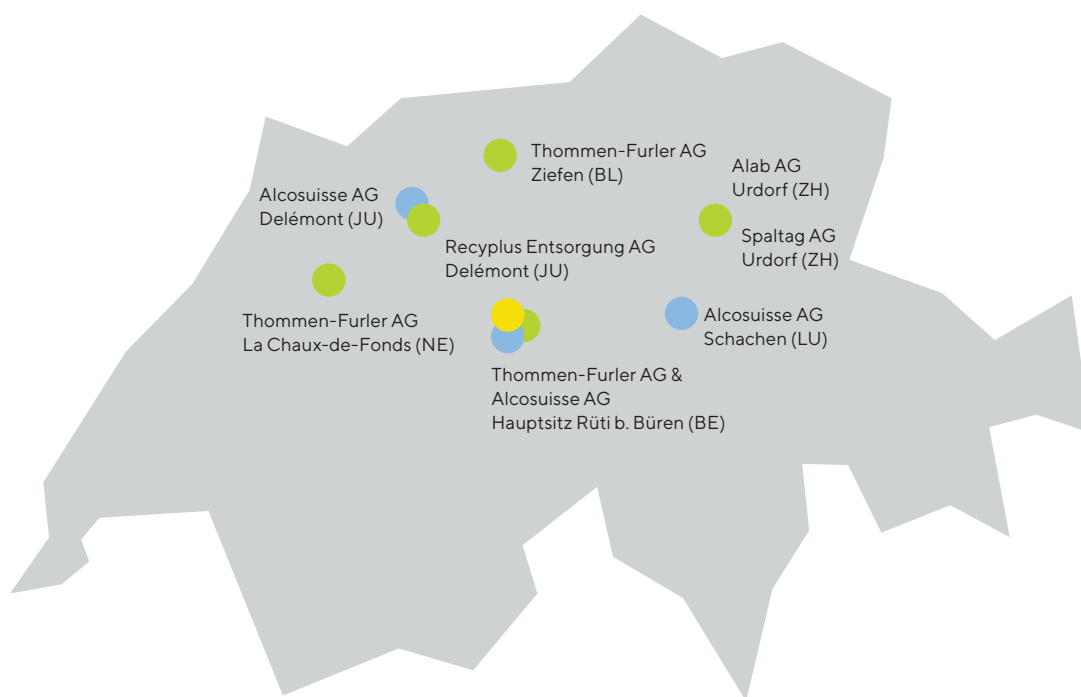 Thommen-Furler AG
Ziefen (BL)
Alab AG
Urdorf (ZH)
Alcosuisse AG
Delémont (JU)
Recyplus Entsorgung AG
Delémont (JU)
Spaltag AG
Urdorf (ZH)
Thommen-Furler AG
La Chaux-de-Fonds (NE)
Alcosuisse AG
Schachen (LU)
Thommen-Furler AG &
Alcosuisse AG
Hauptsitz Rüti b. Büren (BE)